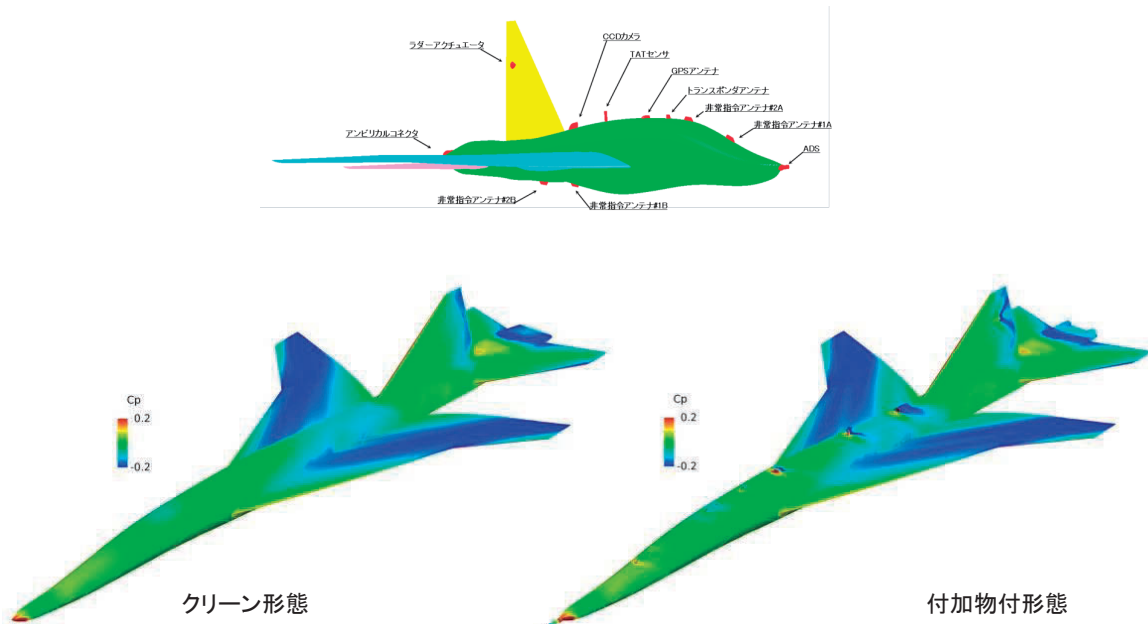 CCDカメラ
ラダーアクチュエータ
TATセンサ
GPSアンテナ
トランスポンダアンテナ
非常指令アンテナ#2A
非常指令アンテナ#1A
アンビリカルコネクタ
ADS
非常指令アンテナ#2B
非常指令アンテナ#1B
Cp
0.2
-0.2
クリーン形態
Cp
0.2
-0.2
付加物付形態